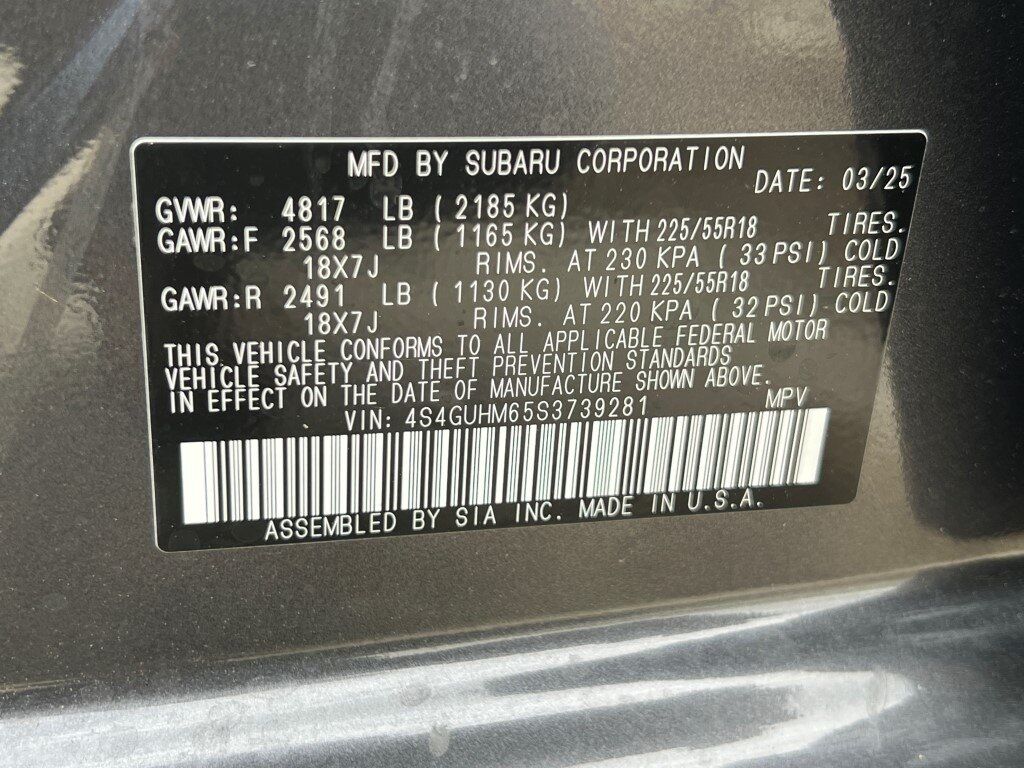 MFD BY SUBARU CORPORATION
DATE: 03/25
GVWR: 4817 LB ( 2185 KG)
GAWR:F 2568 LB ( 1165 KG) WITH 225/55R18 TIRES.
18X7J RIMS. AT 230 KPA ( 33 PSI) COLD
GAWR:R 2491 LB ( 1130 KG) WITH 225/55R18 TIRES.
18X7J RIMS. AT 220 KPA ( 32 PSI) COLD
THIS VEHICLE CONFORMS TO ALL APPLICABLE FEDERAL MOTOR
VEHICLE SAFETY AND THEFT PREVENTION STANDARDS
IN EFFECT ON THE DATE OF MANUFACTURE SHOWN ABOVE.
VIN: 4S4GUHM65S3739281 MPV
ASSEMBLED BY SIA INC. MADE IN U.S.A.